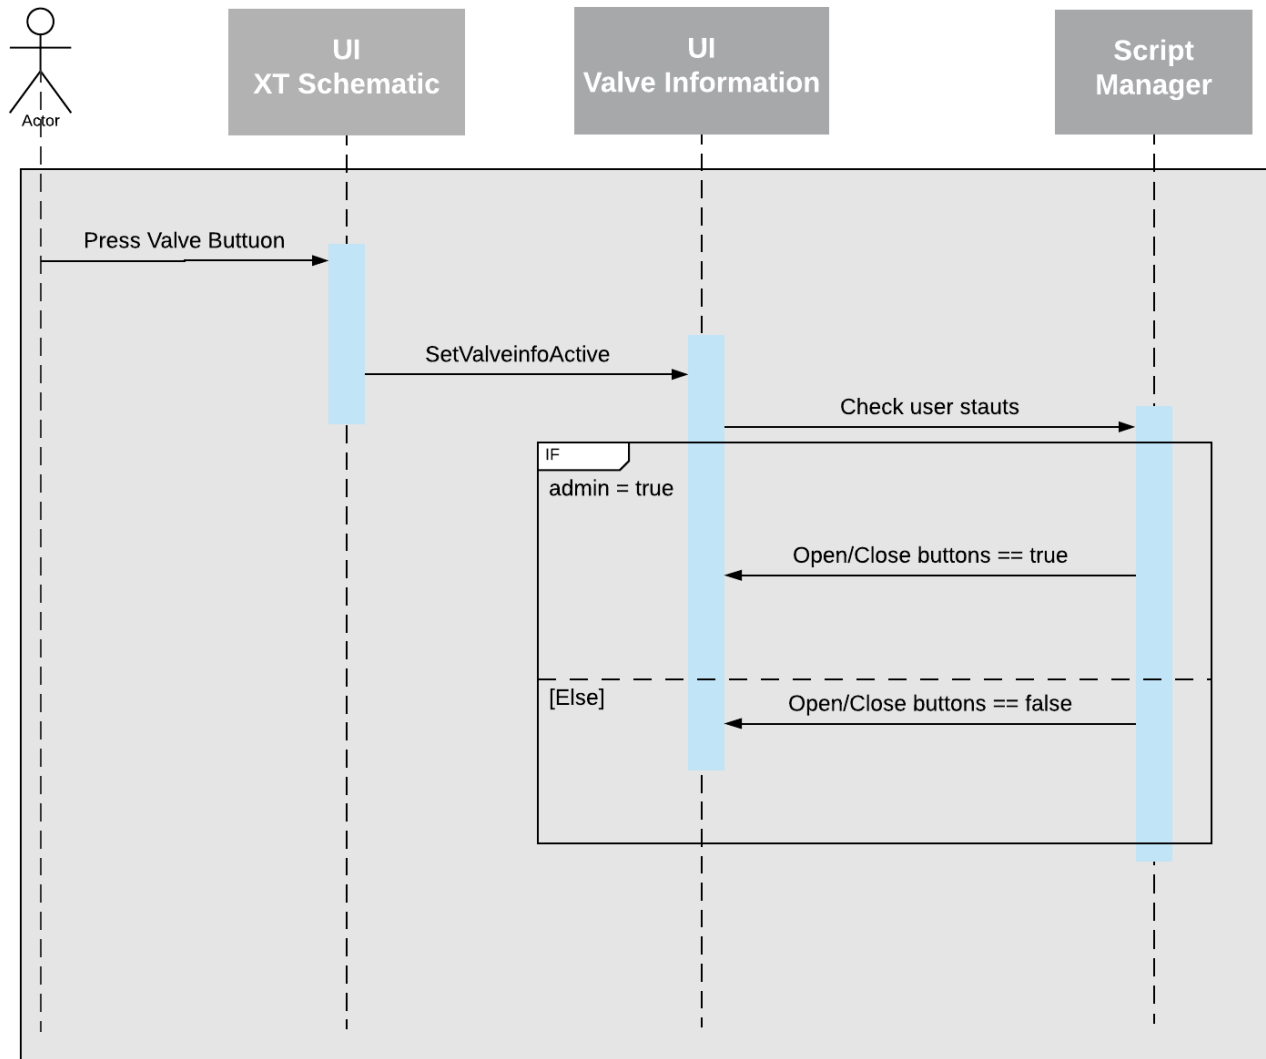 Actor
UI
XT Schematic
UI
Valve Information
Script
Manager
Press Valve Buttuon
SetValveinfoActive
Check user stauts
IF
admin = true
Open/Close buttons == true
[Else]
Open/Close buttons == false